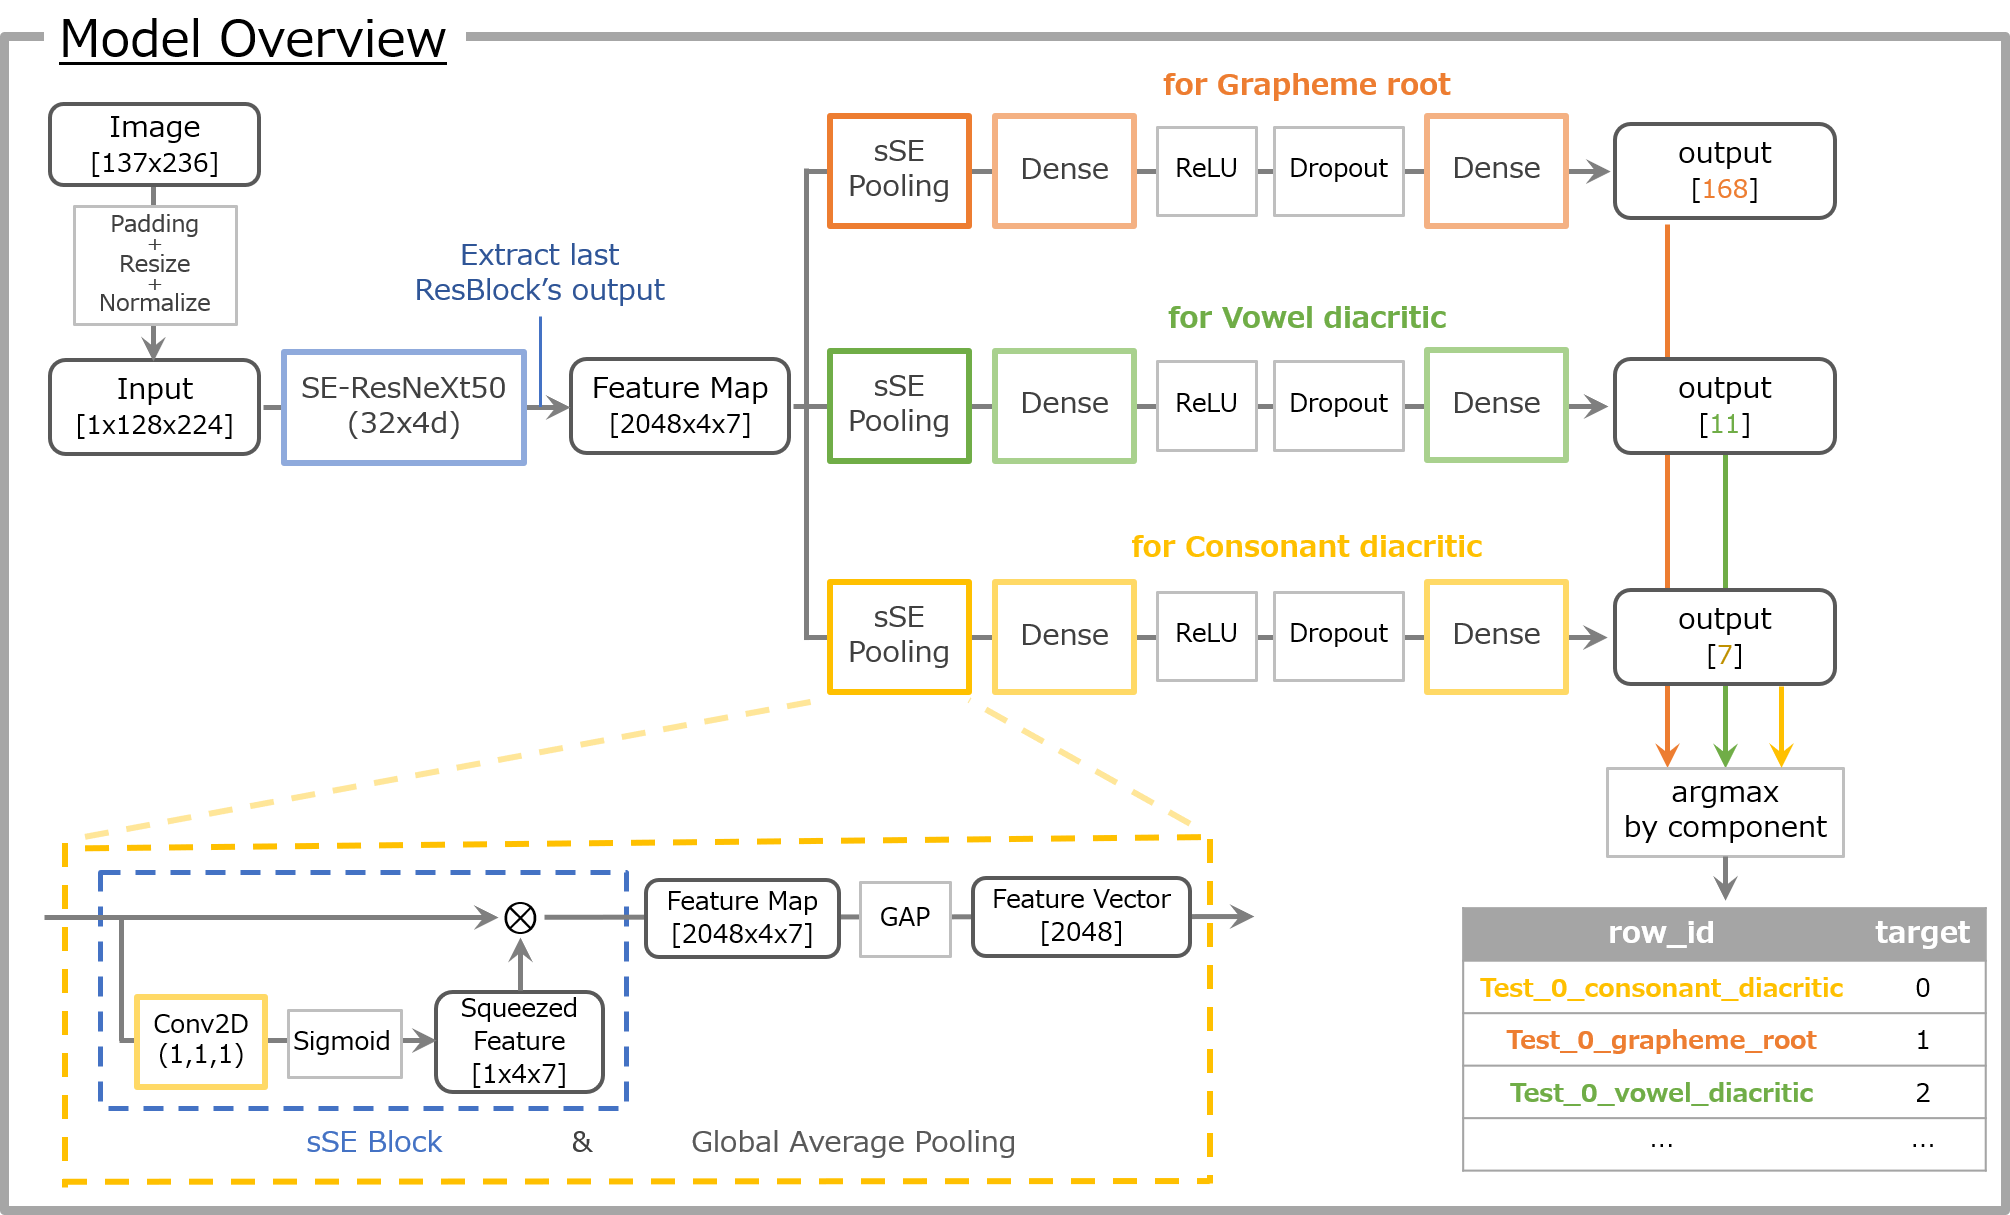 Model Overview
Image
[137x236]
Padding
+
Resize
+
Normalize
Input
[1x128x224]
SE-ResNeXt50
(32x4d)
Extract last
ResBlock’s output
Feature Map
[2048x4x7]
for Grapheme root
sSE
Pooling
Dense
ReLU
Dropout
Dense
output
[168]
for Vowel diacritic
sSE
Pooling
Dense
ReLU
Dropout
Dense
output
[11]
for Consonant diacritic
sSE
Pooling
Dense
ReLU
Dropout
Dense
output
[7]
argmax
by component
row_id target
Test_0_consonant_diacritic 0
Test_0_grapheme_root 1
Test_0_vowel_diacritic 2
... ...
Conv2D
(1,1,1)
Sigmoid
Squeezed
Feature
[1x4x7]
Feature Map
[2048x4x7]
GAP
Feature Vector
[2048]
sSE Block & Global Average Pooling